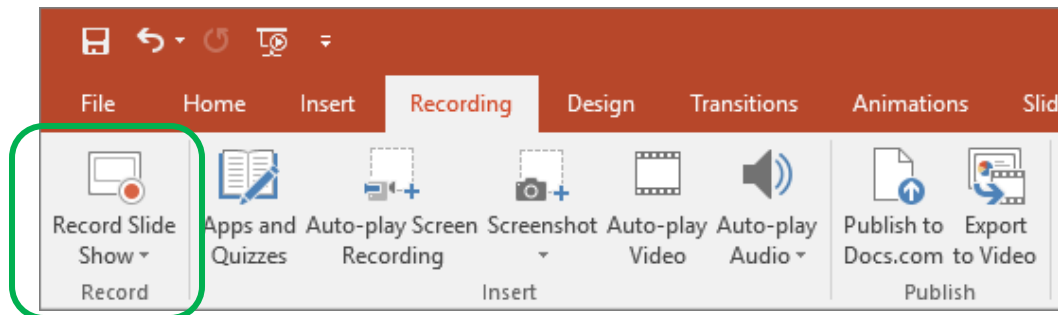 File Home Insert Recording Design Transitions Animations Slid
Record Slide Show
Apps and Quizzes
Auto-play Screen Recording
Screenshot
Auto-play Video
Auto-play Audio
Publish to Docs.com
Export to Video
Record Insert Publish